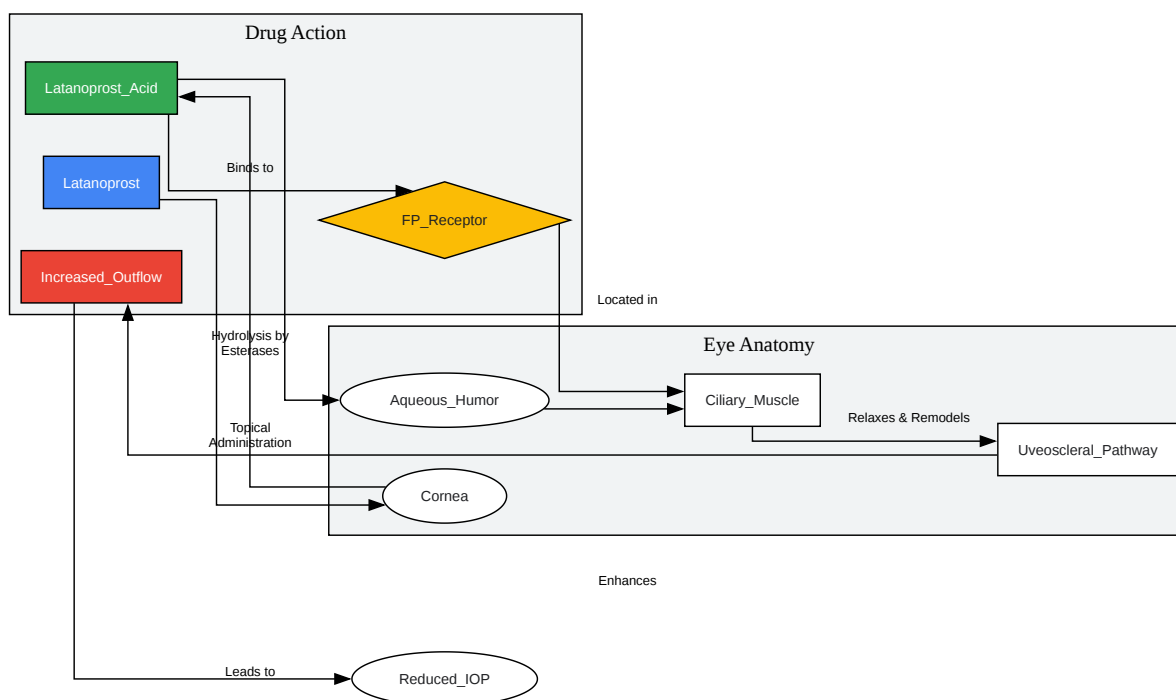 Drug Action
Latanoprost_Acid
Binds to
Latanoprost
FP_Receptor
Increased_Outflow
Located in
Hydrolysis by
Esterases
Eye Anatomy
Aqueous_Humor
Ciliary_Muscle
Relaxes & Remodels
Topical
Administration
Uveoscleral_Pathway
Cornea
Enhances
Leads to
Reduced_IOP